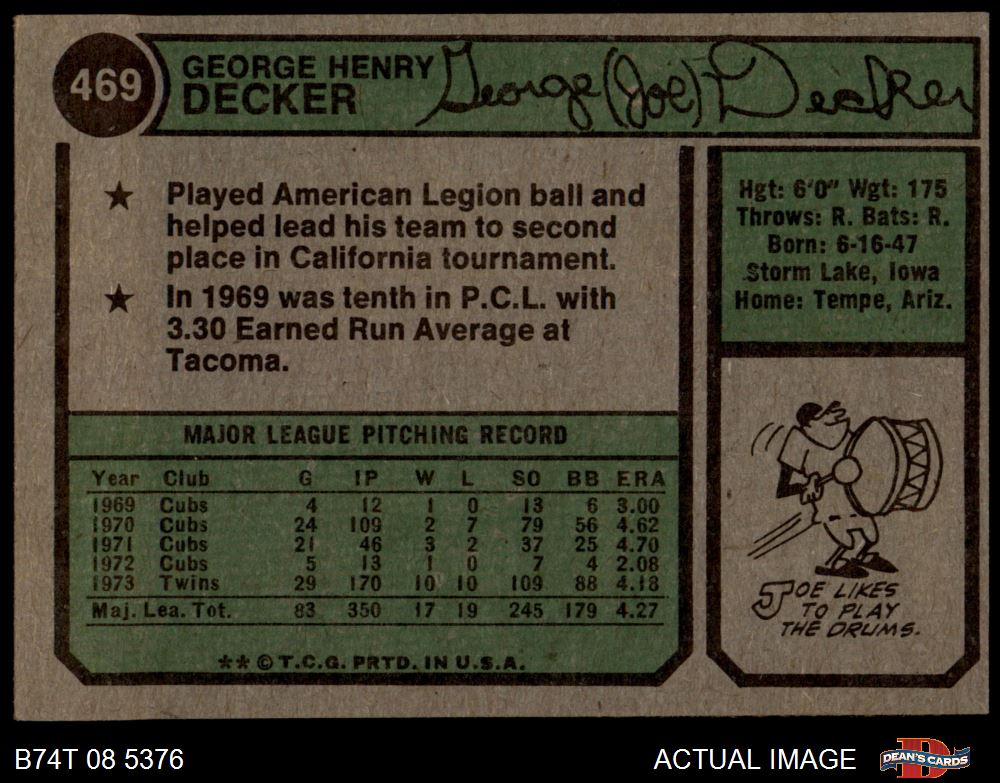 469
GEORGE HENRY
DECKER
George (Joe) Decker
★ Played American Legion ball and
helped lead his team to second
place in California tournament.
★ In 1969 was tenth in P.C.L. with
3.30 Earned Run Average at
Tacoma.
Hgt: 6'0" Wgt: 175
Throws: R. Bats: R.
Born: 6-16-47
Storm Lake, Iowa
Home: Tempe, Ariz.
MAJOR LEAGUE PITCHING RECORD
Year Club G IP W L SO BB ERA
1969 Cubs 4 12 1 0 13 6 3.00
1970 Cubs 24 109 2 7 79 56 4.62
1971 Cubs 21 46 3 2 37 25 4.70
1972 Cubs 5 13 1 0 7 4 2.08
1973 Twins 29 170 10 10 109 88 4.18
Maj. Lea. Tot. 83 350 17 19 245 179 4.27
** © T.C.G. PRTD. IN U.S.A.
JOE LIKES
TO PLAY
THE DRUMS.
B74T 08 5376
ACTUAL IMAGE
DEAN'S CARDS